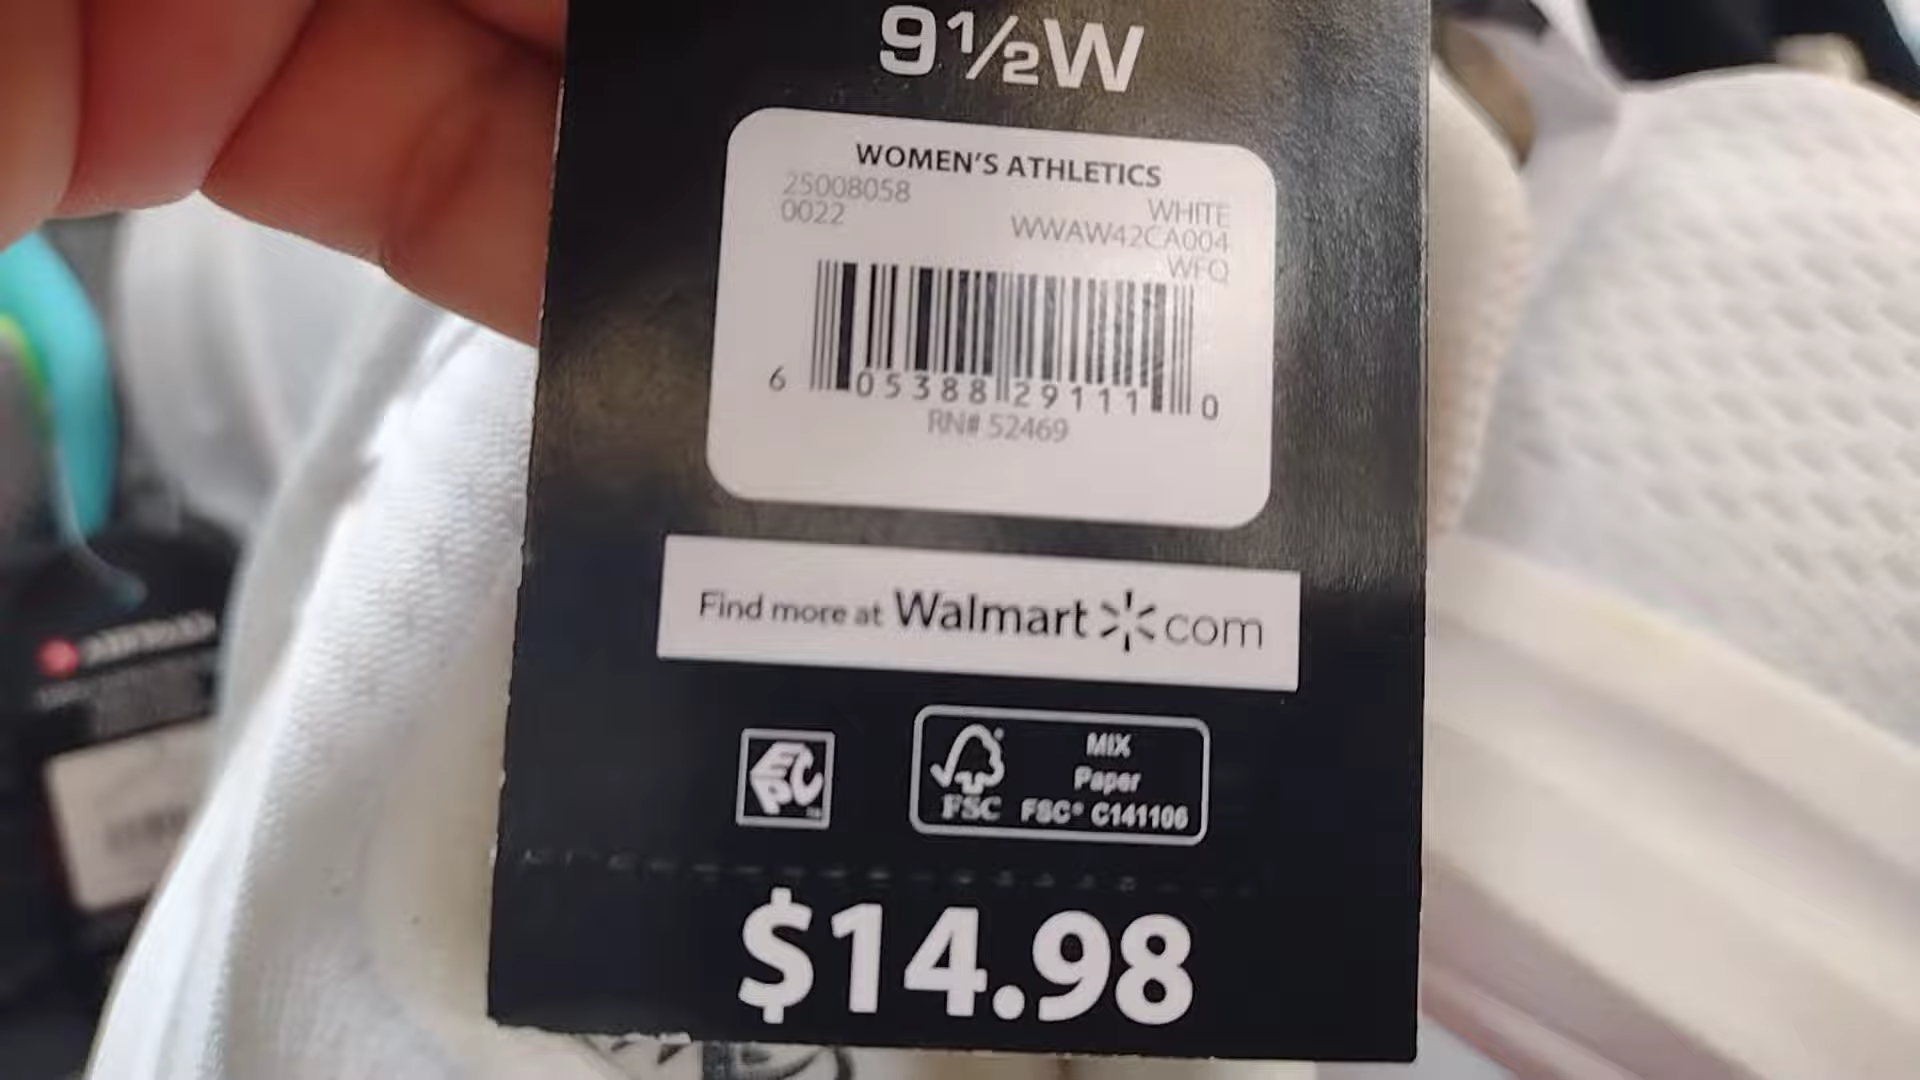 9½W
WOMEN'S ATHLETICS
25008058
WHITE
0022
WWAW42CA004
WFQ
6 05388 29111 0
RN# 52469
Find more at Walmart com
EPC
MIX
Paper
FSC FSC® C141106
$14.98